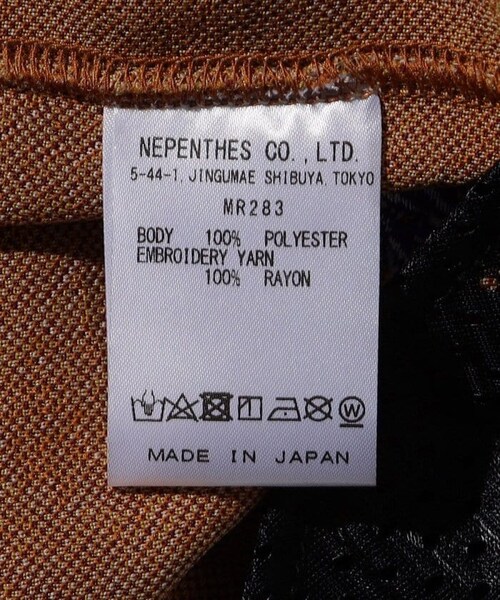 NEPENTHES CO.,LTD.
5-44-1, JINGUMAE SHIBUYA, TOKYO
MR283
BODY 100% POLYESTER
EMBROIDERY YARN
100% RAYON
W
MADE IN JAPAN